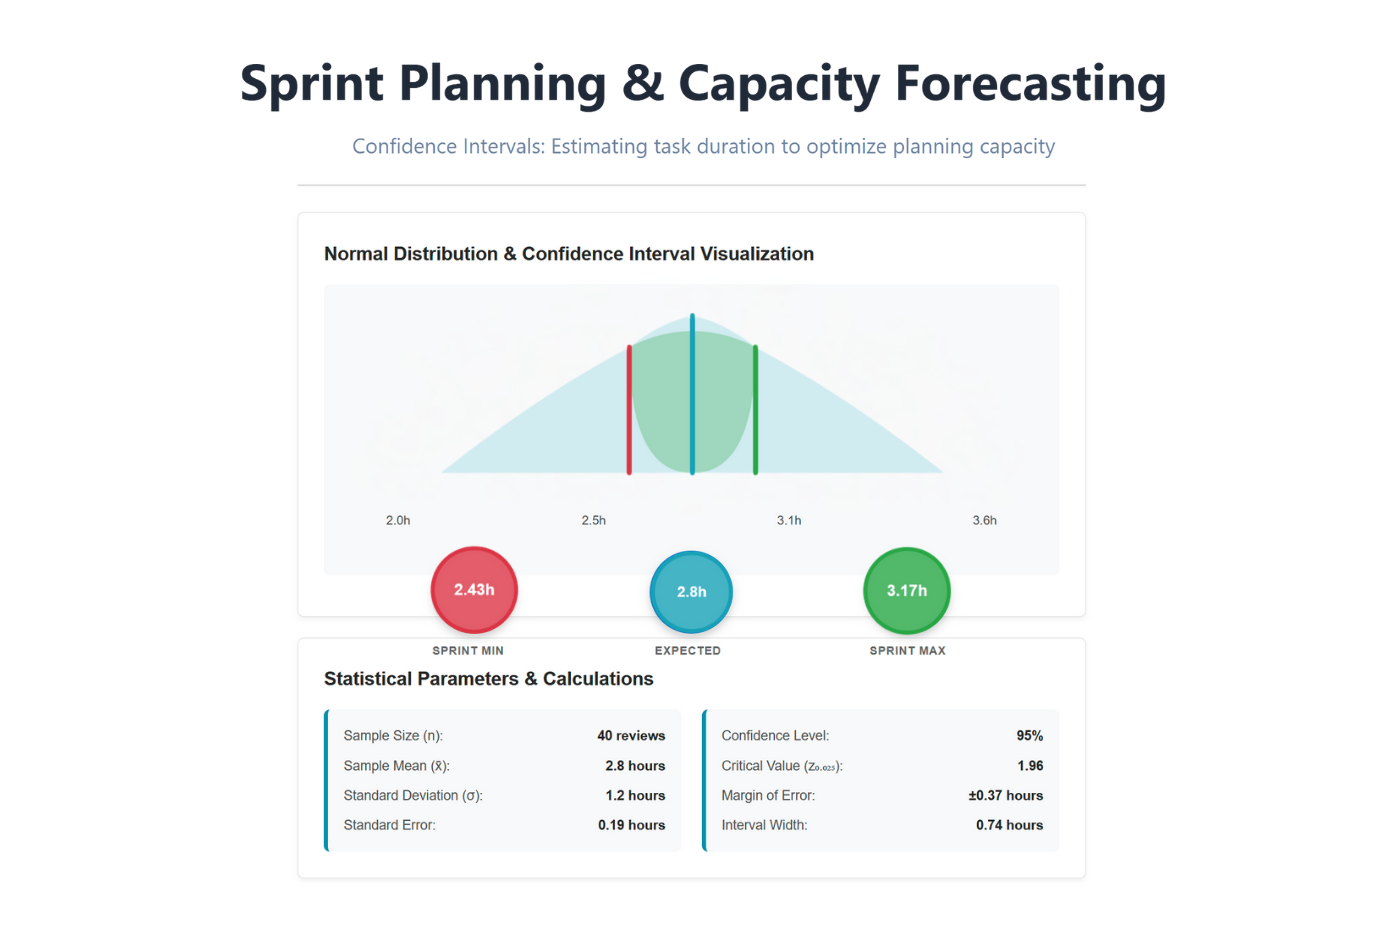 Sprint Planning & Capacity Forecasting
Confidence Intervals: Estimating task duration to optimize planning capacity
Normal Distribution & Confidence Interval Visualization
2.0h 2.5h 3.1h 3.6h
2.43h 2.8h 3.17h
SPRINT MIN EXPECTED SPRINT MAX
Statistical Parameters & Calculations
Sample Size (n): 40 reviews
Sample Mean (x̄): 2.8 hours
Standard Deviation (σ): 1.2 hours
Standard Error: 0.19 hours
Confidence Level: 95%
Critical Value (z₀.₀₂₅): 1.96
Margin of Error: ±0.37 hours
Interval Width: 0.74 hours